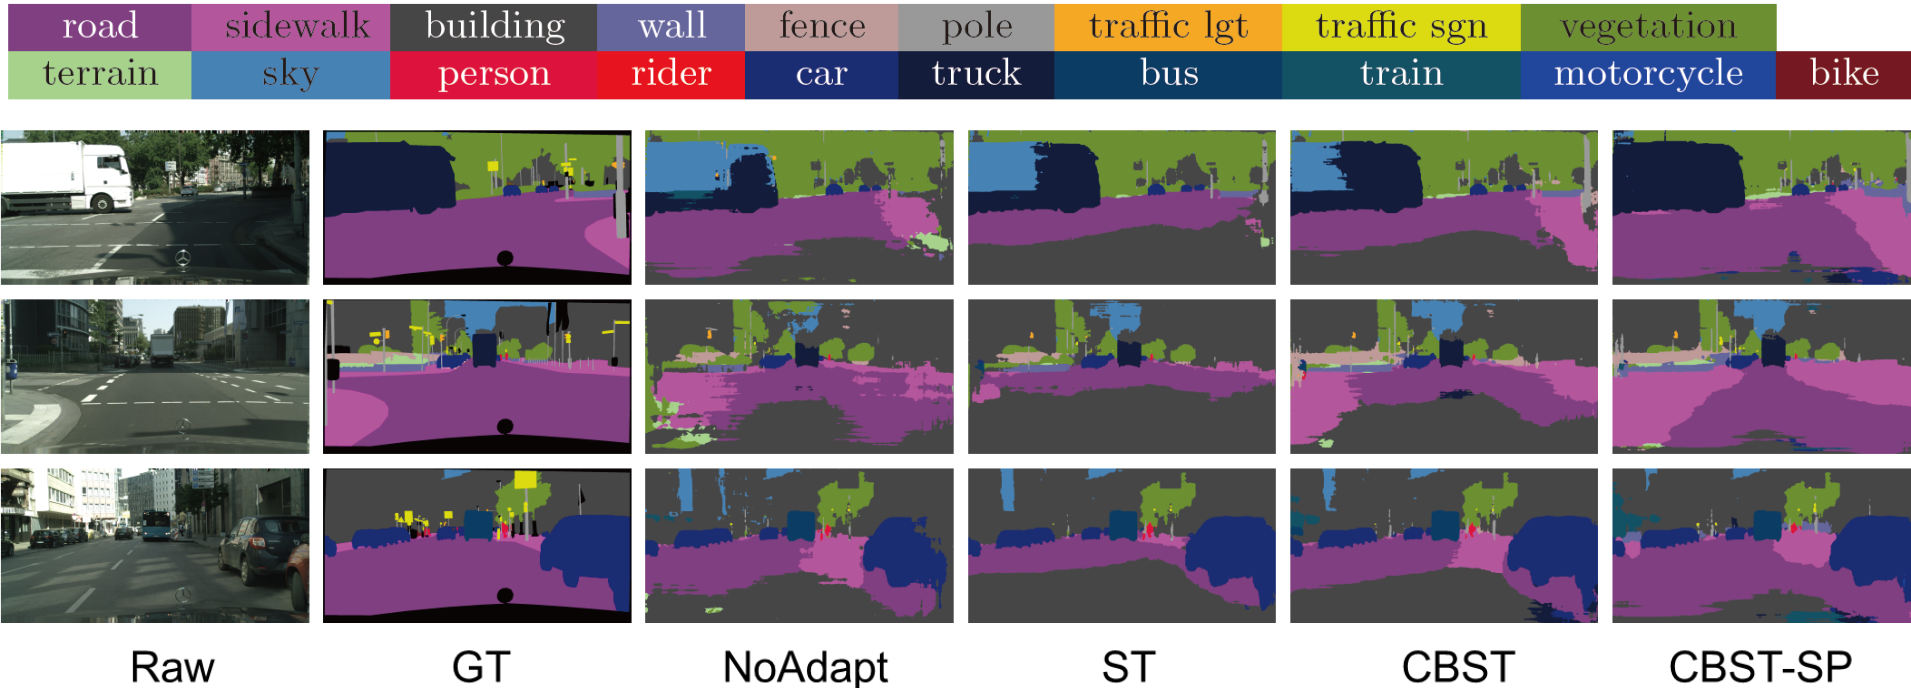 road sidewalk building wall fence pole traffic lgt traffic sgn vegetation
terrain sky person rider car truck bus train motorcycle bike
Raw GT NoAdapt ST CBST CBST-SP